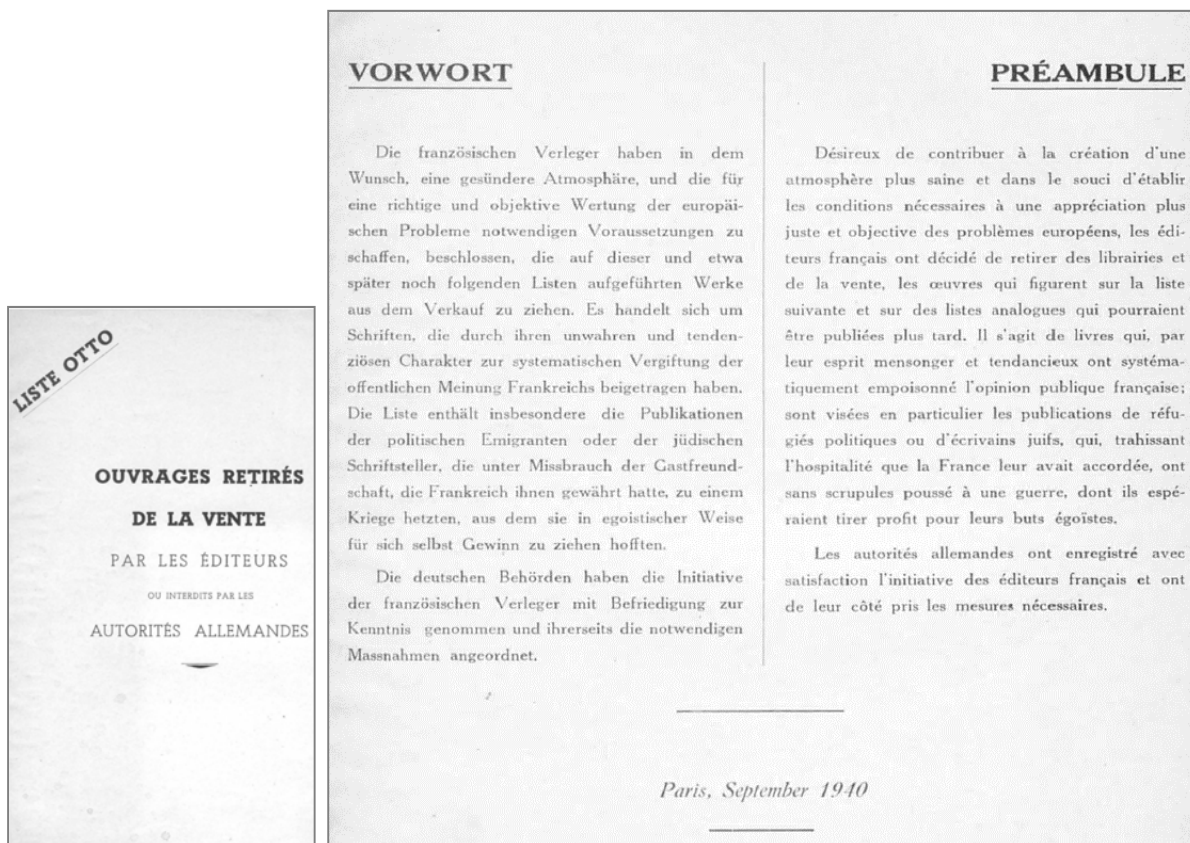 LISTE OTTO
OUVRAGES RETIRÉS
DE LA VENTE
PAR LES ÉDITEURS
OU INTERDITS PAR LES
AUTORITÉS ALLEMANDES
VORWORT
Die französischen Verleger haben in dem
Wunsch, eine gesündere Atmosphäre, und die für
eine richtige und objektive Wertung der europäi-
schen Probleme notwendigen Voraussetzungen zu
schaffen, beschlossen, die auf dieser und etwa
später noch folgenden Listen aufgeführten Werke
aus dem Verkauf zu ziehen. Es handelt sich um
Schriften, die durch ihren unwahren und tenden-
ziösen Charakter zur systematischen Vergiftung der
offentlichen Meinung Frankreichs beigetragen haben.
Die Liste enthält insbesondere die Publikationen
der politischen Emigranten oder der jüdischen
Schriftsteller, die unter Missbrauch der Gastfreund-
schaft, die Frankreich ihnen gewährt hatte, zu einem
Kriege hetzten, aus dem sie in egoistischer Weise
für sich selbst Gewinn zu ziehen hofften.
Die deutschen Behörden haben die Initiative
der französischen Verleger mit Befriedigung zur
Kenntnis genommen und ihrerseits die notwendigen
Massnahmen angeordnet.
PRÉAMBULE
Désireux de contribuer à la création d'une
atmosphère plus saine et dans le souci d'établir
les conditions nécessaires à une appréciation plus
juste et objective des problèmes européens, les édi-
teurs français ont décidé de retirer des librairies et
de la vente, les œuvres qui figurent sur la liste
suivante et sur des listes analogues qui pourraient
être publiées plus tard. Il s'agit de livres qui, par
leur esprit mensonger et tendancieux ont systéma-
tiquement empoisonné l'opinion publique française;
sont visées en particulier les publications de réfu-
giés politiques ou d'écrivains juifs, qui, trahissant
l'hospitalité que la France leur avait accordée, ont
sans scrupules poussé à une guerre, dont ils espé-
raient tirer profit pour leurs buts égoïstes.
Les autorités allemandes ont enregistré avec
satisfaction l'initiative des éditeurs français et ont
de leur côté pris les mesures nécessaires.
Paris, September 1940